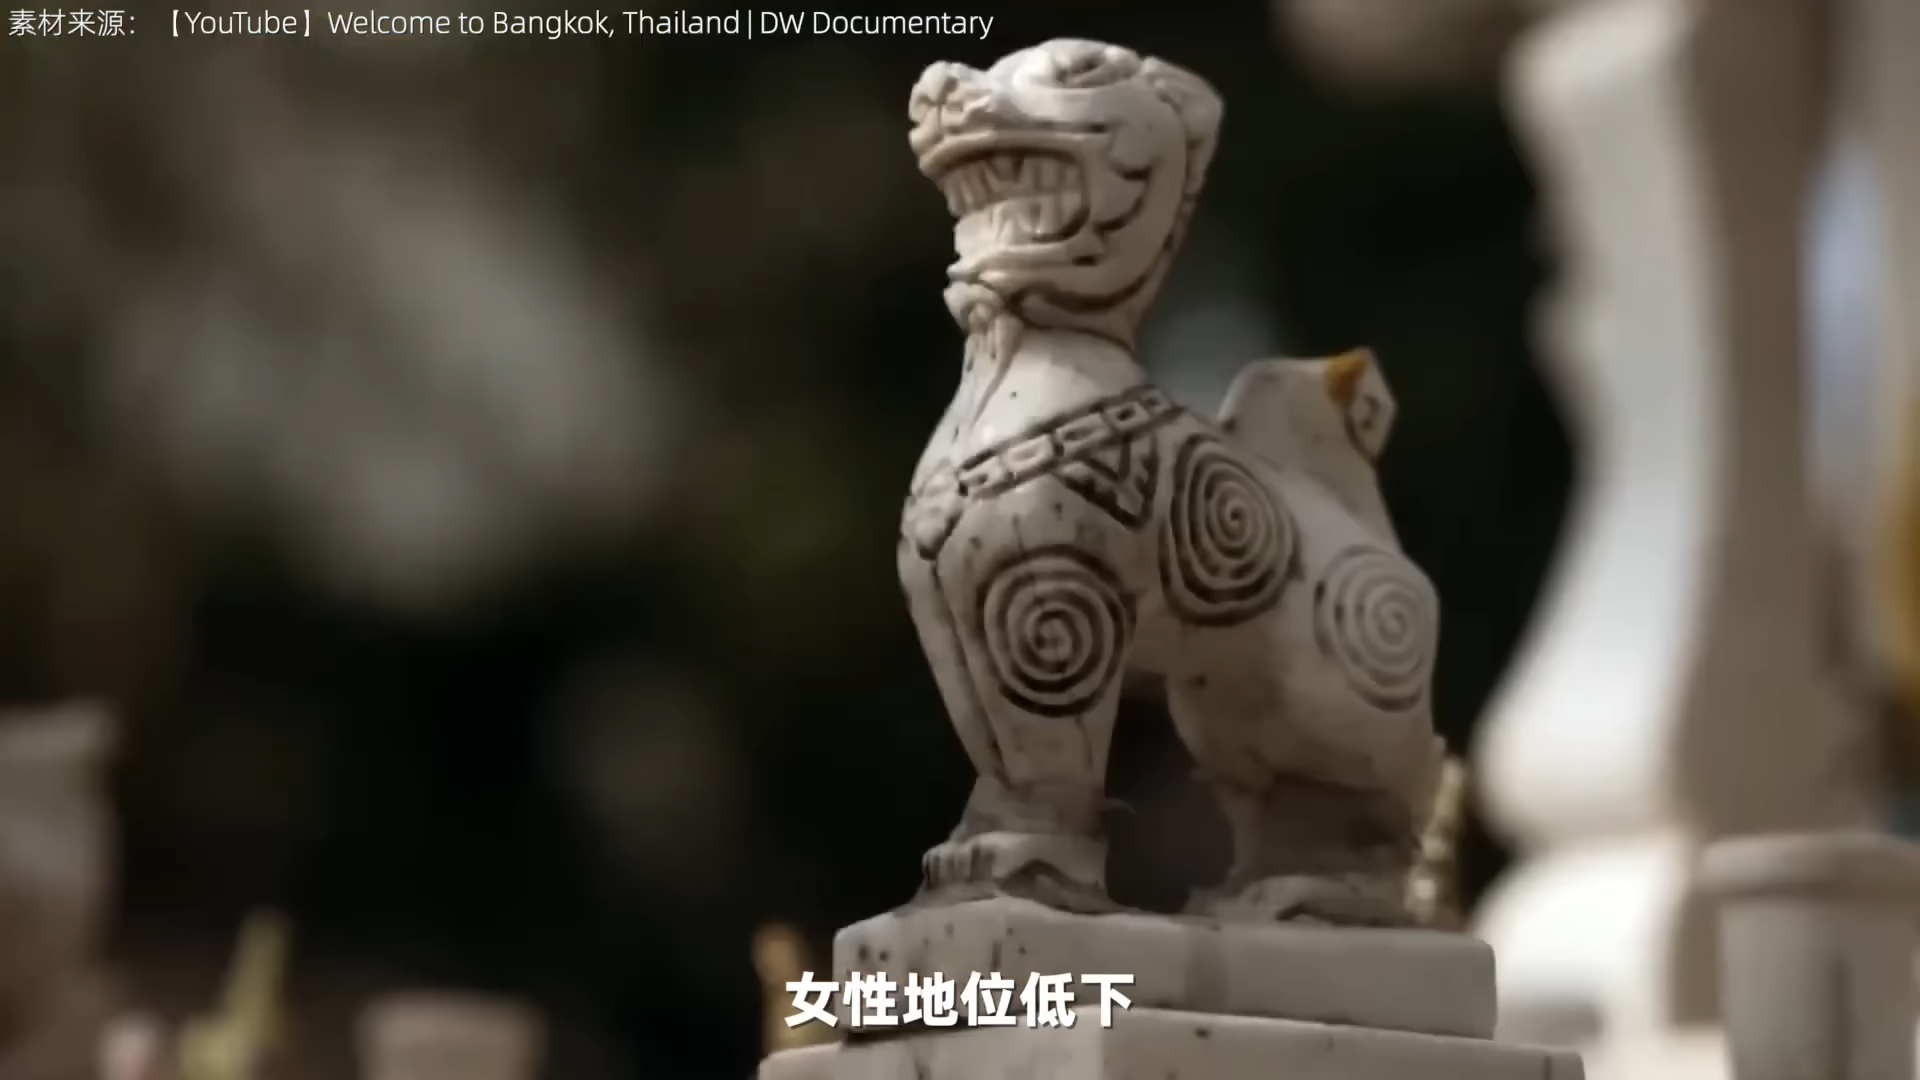 素材来源：【YouTube】Welcome to Bangkok, Thailand | DW Documentary
女性地位低下